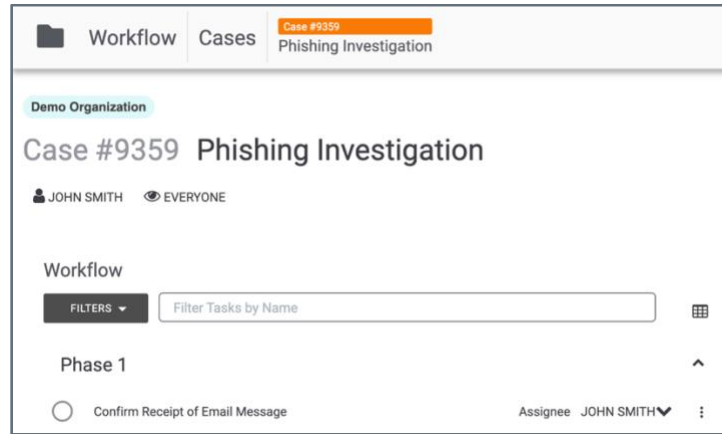 Workflow Cases Case #9359
Phishing Investigation
Demo Organization
Case #9359 Phishing Investigation
JOHN SMITH EVERYONE
Workflow
FILTERS Filter Tasks by Name
Phase 1
Confirm Receipt of Email Message Assignee JOHN SMITH